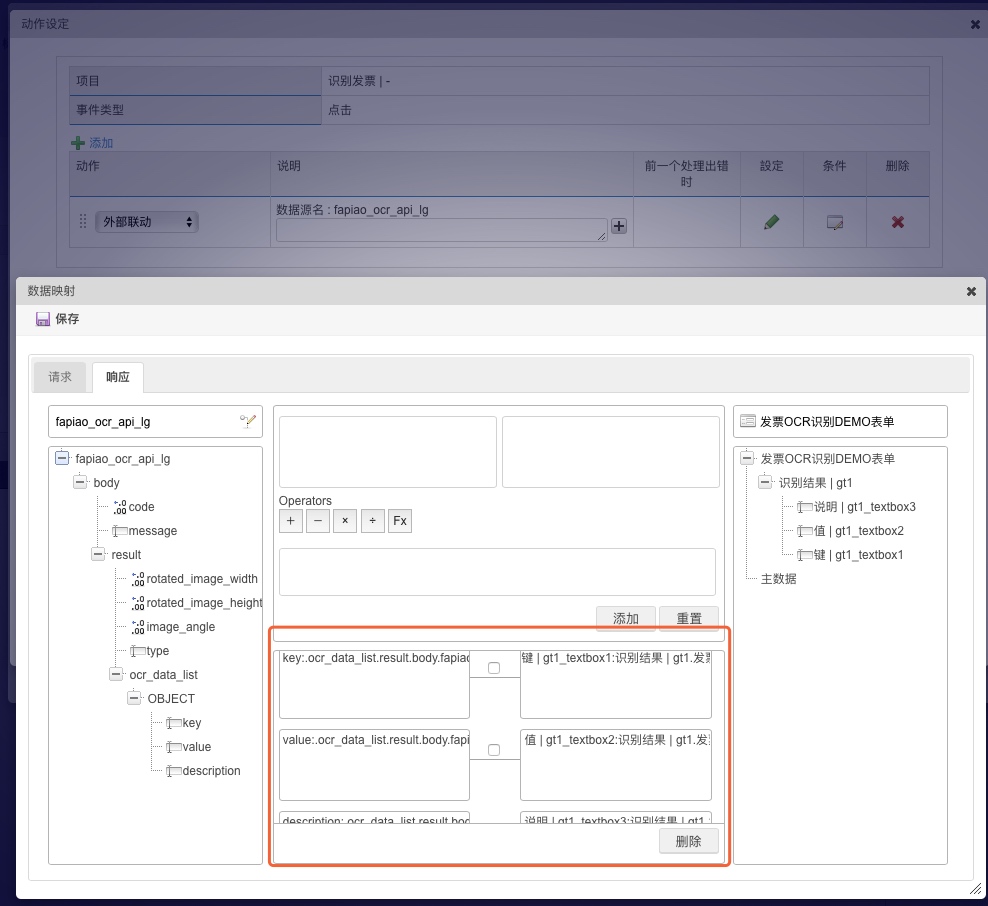 动作设定
项目
识别发票 | -
事件类型
点击
添加
动作
说明
前一个处理出错
时
設定
条件
删除
外部联动
数据源名 : fapiao_ocr_api_lg
数据映射
保存
请求
响应
fapiao_ocr_api_lg
fapiao_ocr_api_lg
body
code
message
result
rotated_image_width
rotated_image_height
image_angle
type
ocr_data_list
OBJECT
key
value
description
Operators
+
−
×
÷
Fx
添加
重置
key:.ocr_data_list.result.body.fapiao
键 | gt1_textbox1:识别结果 | gt1.发票
value:.ocr_data_list.result.body.fapi
值 | gt1_textbox2:识别结果 | gt1.发
description:.ocr_data_list.result.bod
说明 | gt1_textbox3:识别结果 | gt1.
删除
发票OCR识别DEMO表单
发票OCR识别DEMO表单
识别结果 | gt1
说明 | gt1_textbox3
值 | gt1_textbox2
键 | gt1_textbox1
主数据